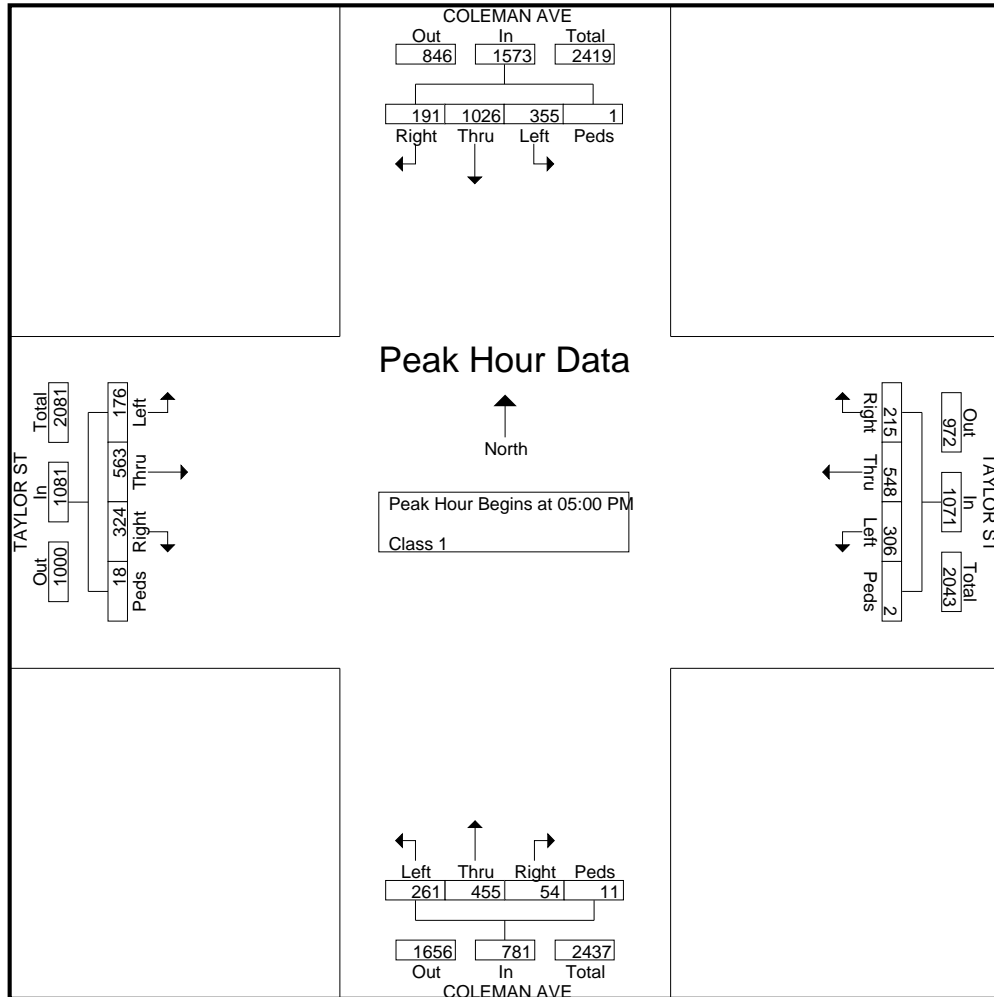 COLEMAN AVE
Out In Total
846 1573 2419
191 1026 355 1
Right Thru Left Peds
Peak Hour Data
North
Peak Hour Begins at 05:00 PM
Class 1
TAYLOR ST
Total In Out
2081 1081 1000
176 563 324 18
Left Thru Right Peds
TAYLOR ST
Out In Total
972 1071 2043
215 548 306 2
Right Thru Left Peds
Left Thru Right Peds
261 455 54 11
1656 781 2437
Out In Total
COLEMAN AVE